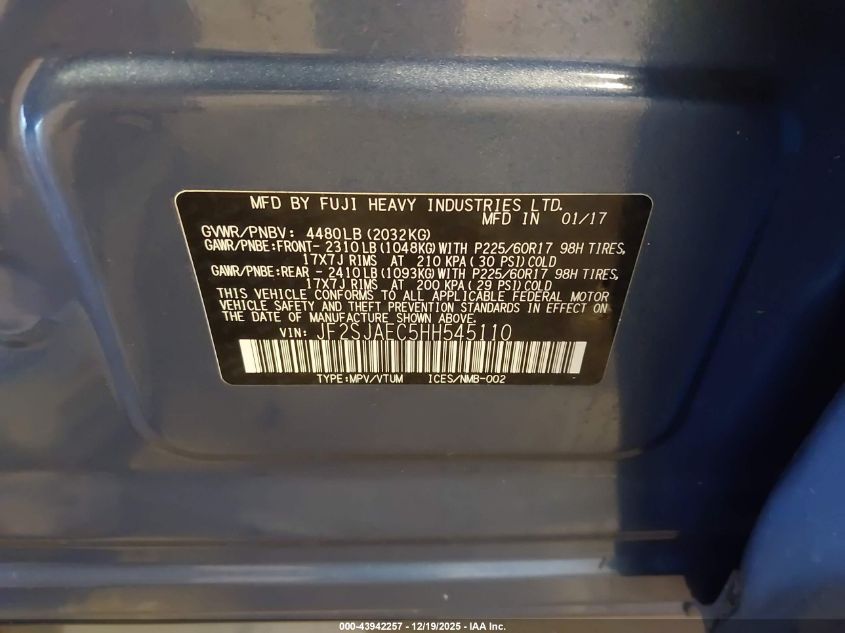 MFD BY FUJI HEAVY INDUSTRIES LTD.
MFD IN 01/17
GVWR/PNBV: 4480LB(2032KG)
GAWR/PNBE:FRONT- 2310LB(1048KG)WITH P225/60R17 98H TIRES,
17X7J RIMS AT 210 KPA(30 PSI)COLD
GAWR/PNBE:REAR - 2410LB(1093KG)WITH P225/60R17 98H TIRES,
17X7J RIMS AT 200 KPA(29 PSI)COLD
THIS VEHICLE CONFORMS TO ALL APPLICABLE FEDERAL MOTOR
VEHICLE SAFETY AND THEFT PREVENTION STANDARDS IN EFFECT ON
THE DATE OF MANUFACTURE SHOWN ABOVE.
VIN: JF2SJAEC5HH545110
TYPE:MPV/VTUM ICES/NMB-002
000-43942257 - 12/19/2025 - IAA Inc.